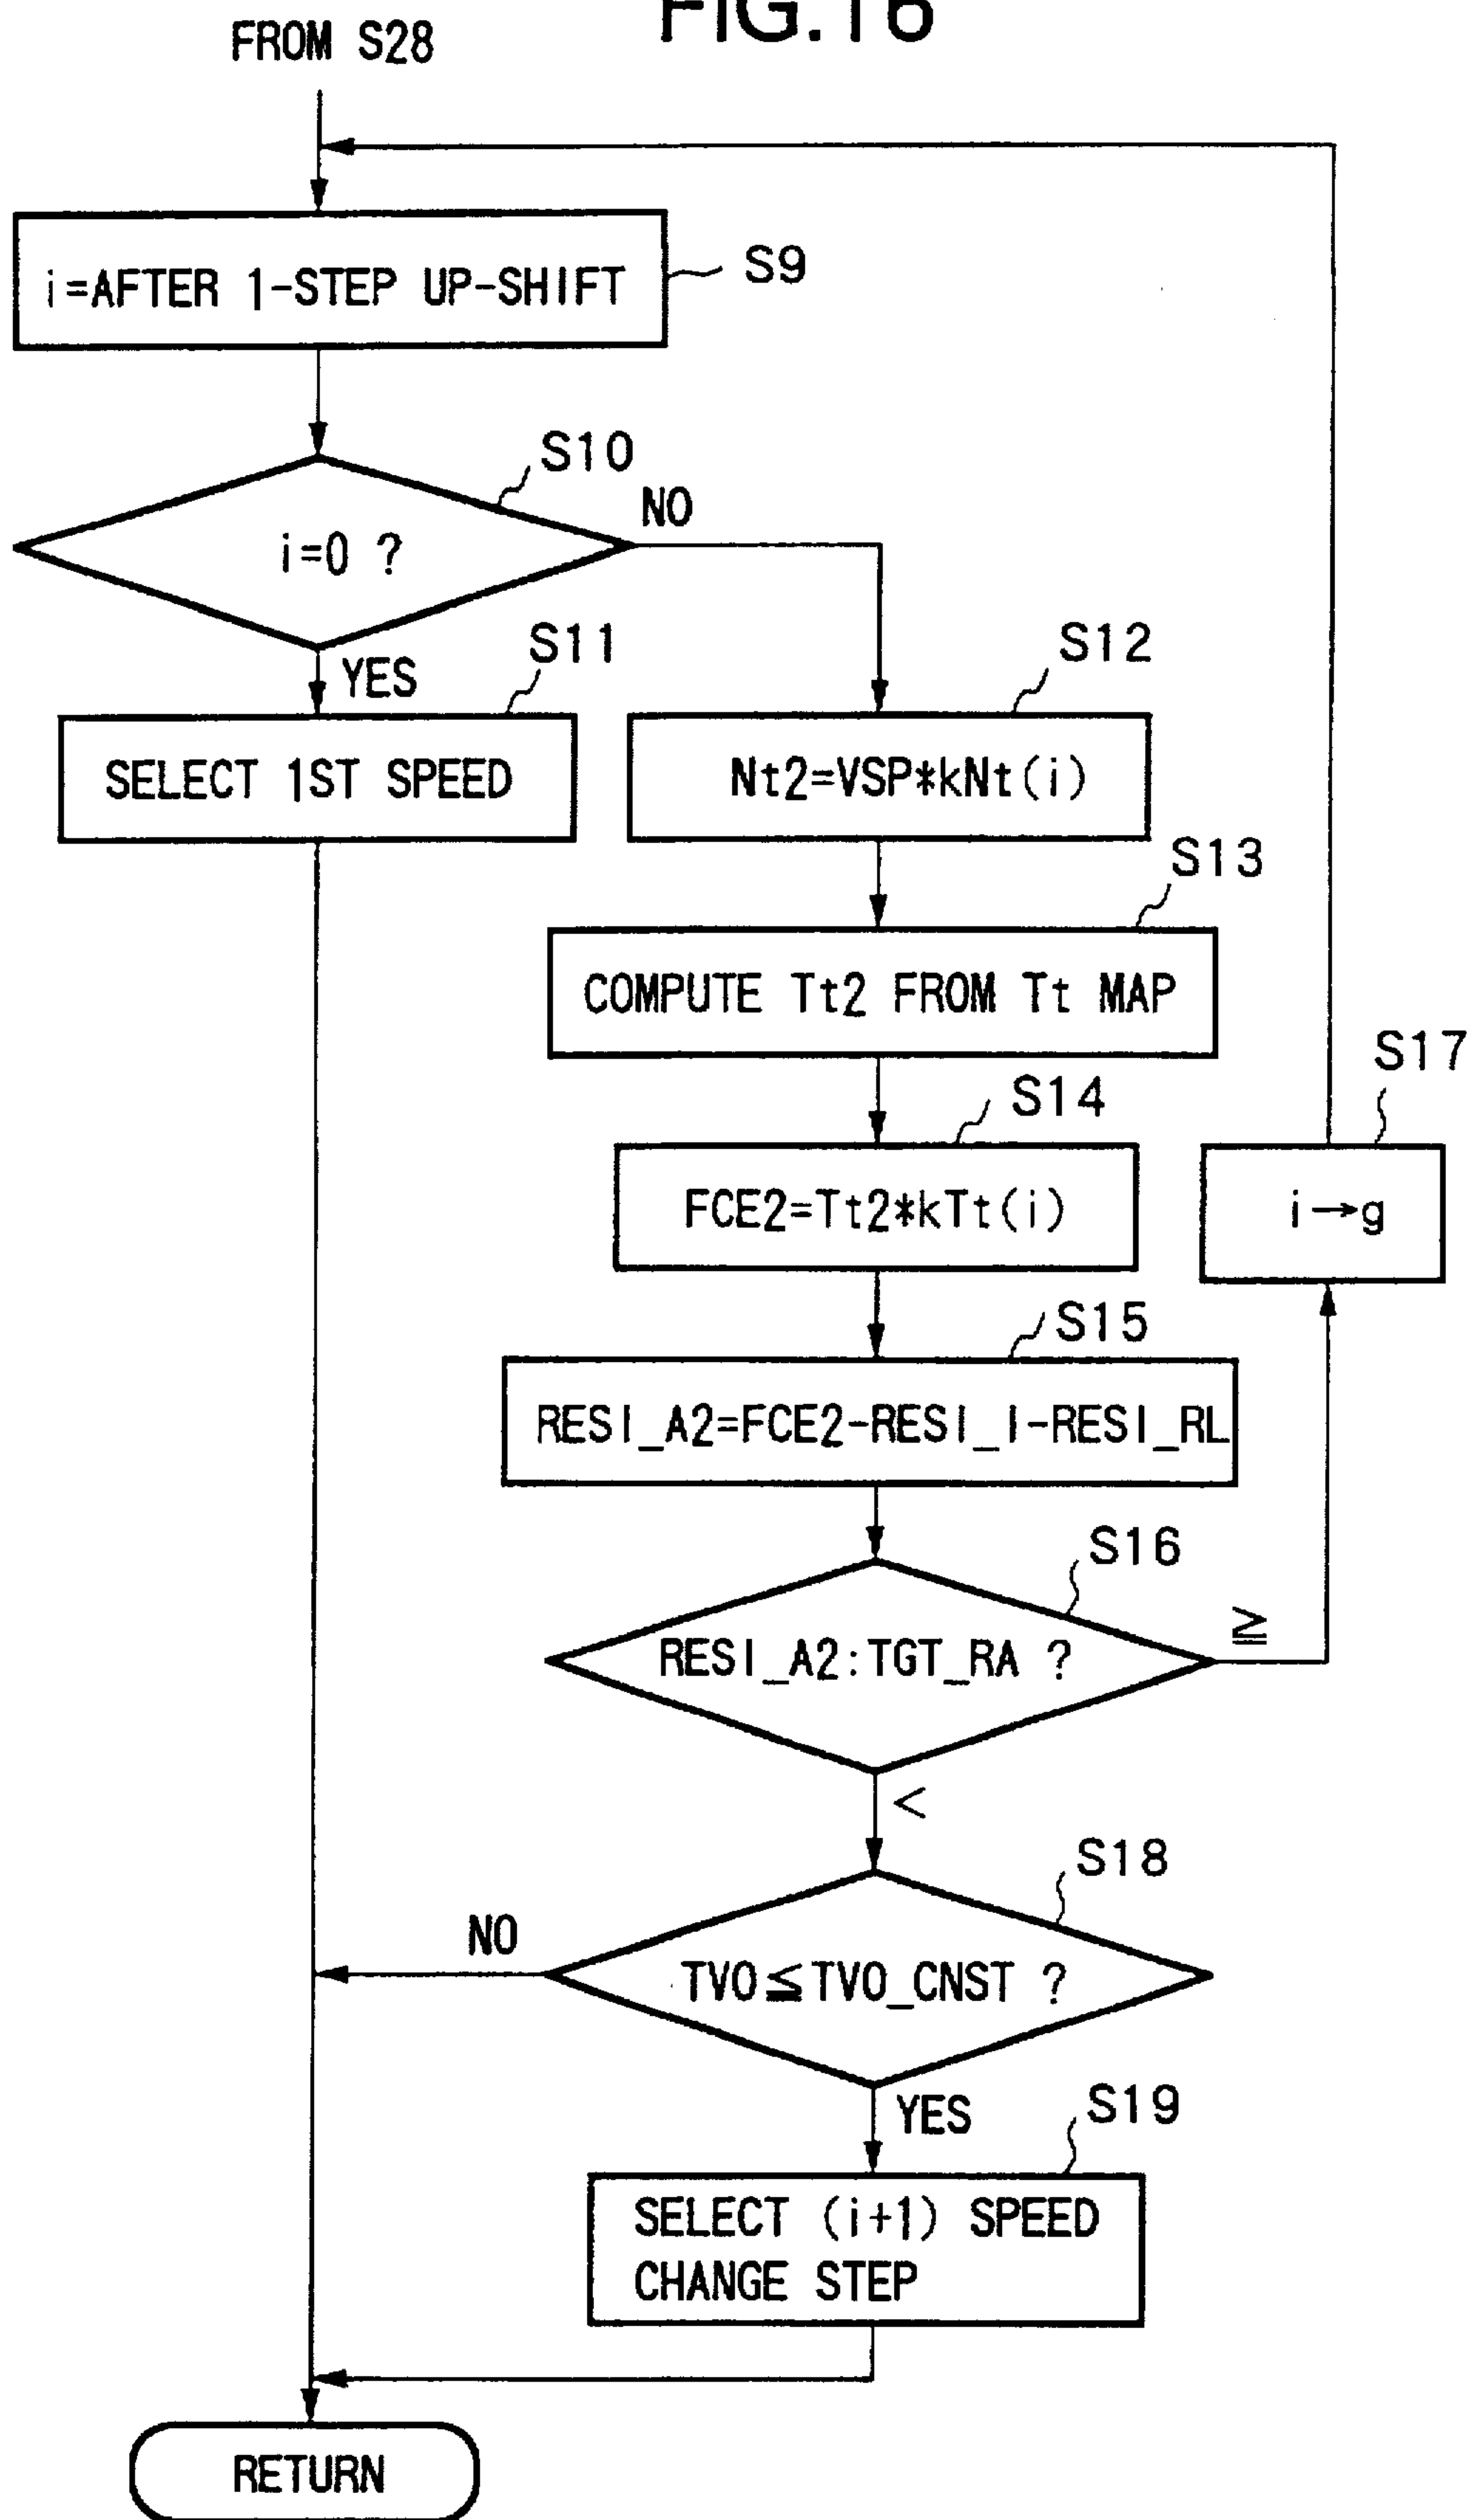 FIG.16
FROM S28
i=AFTER 1-STEP UP-SHIFT
S9
S10
i=0 ?
NO
YES
S11
SELECT 1ST SPEED
S12
Nt2=VSP*kNt(i)
S13
COMPUTE Tt2 FROM Tt MAP
S14
FCE2=Tt2*kTt(i)
S17
i→g
S15
RESI_A2=FCE2-RESI_I-RESI_RL
S16
RESI_A2:TGT_RA ?
≧
<
S18
TVO≦TVO_CNST ?
NO
YES
S19
SELECT (i+1) SPEED
CHANGE STEP
RETURN